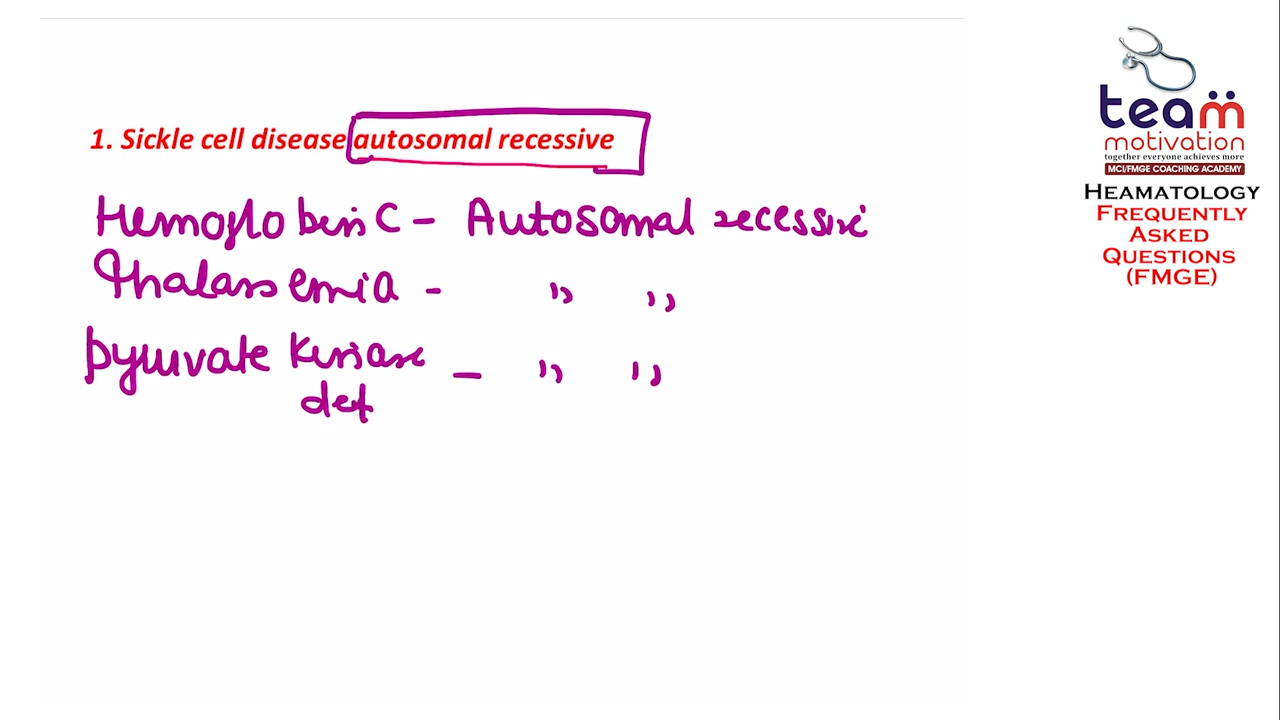 1. Sickle cell disease autosomal recessive
Hemoglobin C - Autosomal recessive
Thalassemia - " "
pyruvate kinase - " "
def
team
motivation
together everyone achieves more
MCI/FMGE COACHING ACADEMY
HEAMATOLOGY
FREQUENTLY
ASKED
QUESTIONS
(FMGE)